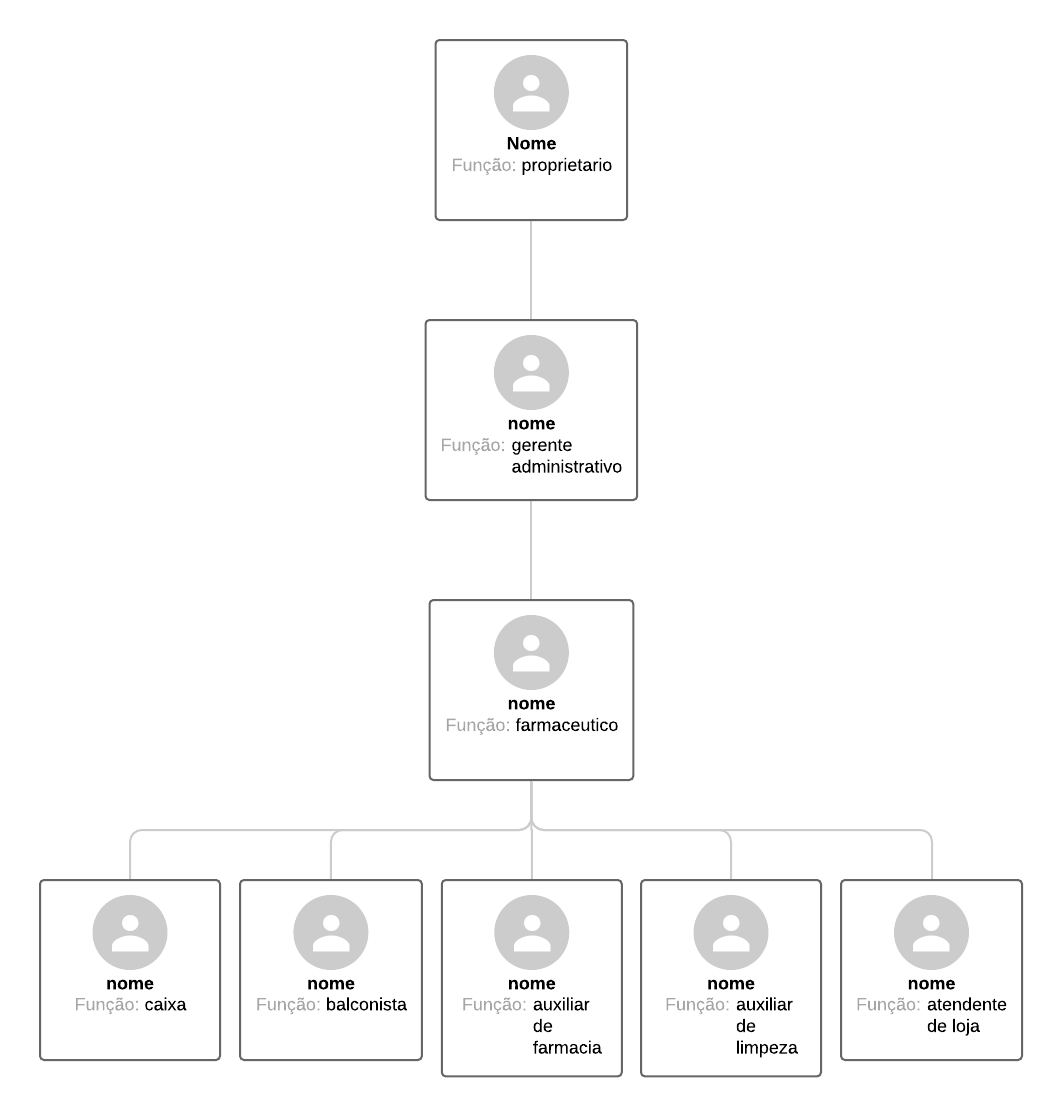 Nome
Função: proprietario
nome
Função: gerente
administrativo
nome
Função: farmaceutico
nome
Função: caixa
nome
Função: balconista
nome
Função: auxiliar
de
farmacia
nome
Função: auxiliar
de
limpeza
nome
Função: atendente
de loja